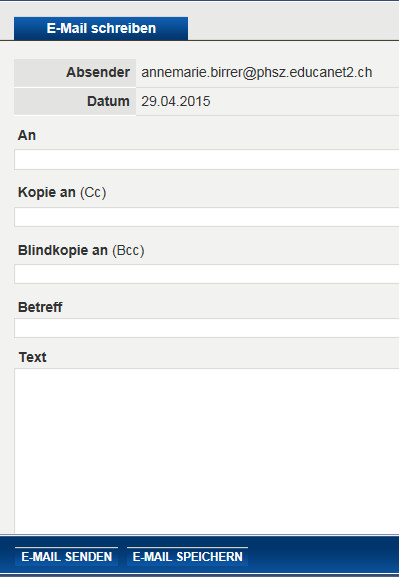 E-Mail schreiben
Absender annemarie.birrer@phsz.educanet2.ch
Datum 29.04.2015
An
Kopie an (Cc)
Blindkopie an (Bcc)
Betreff
Text
E-MAIL SENDEN E-MAIL SPEICHERN